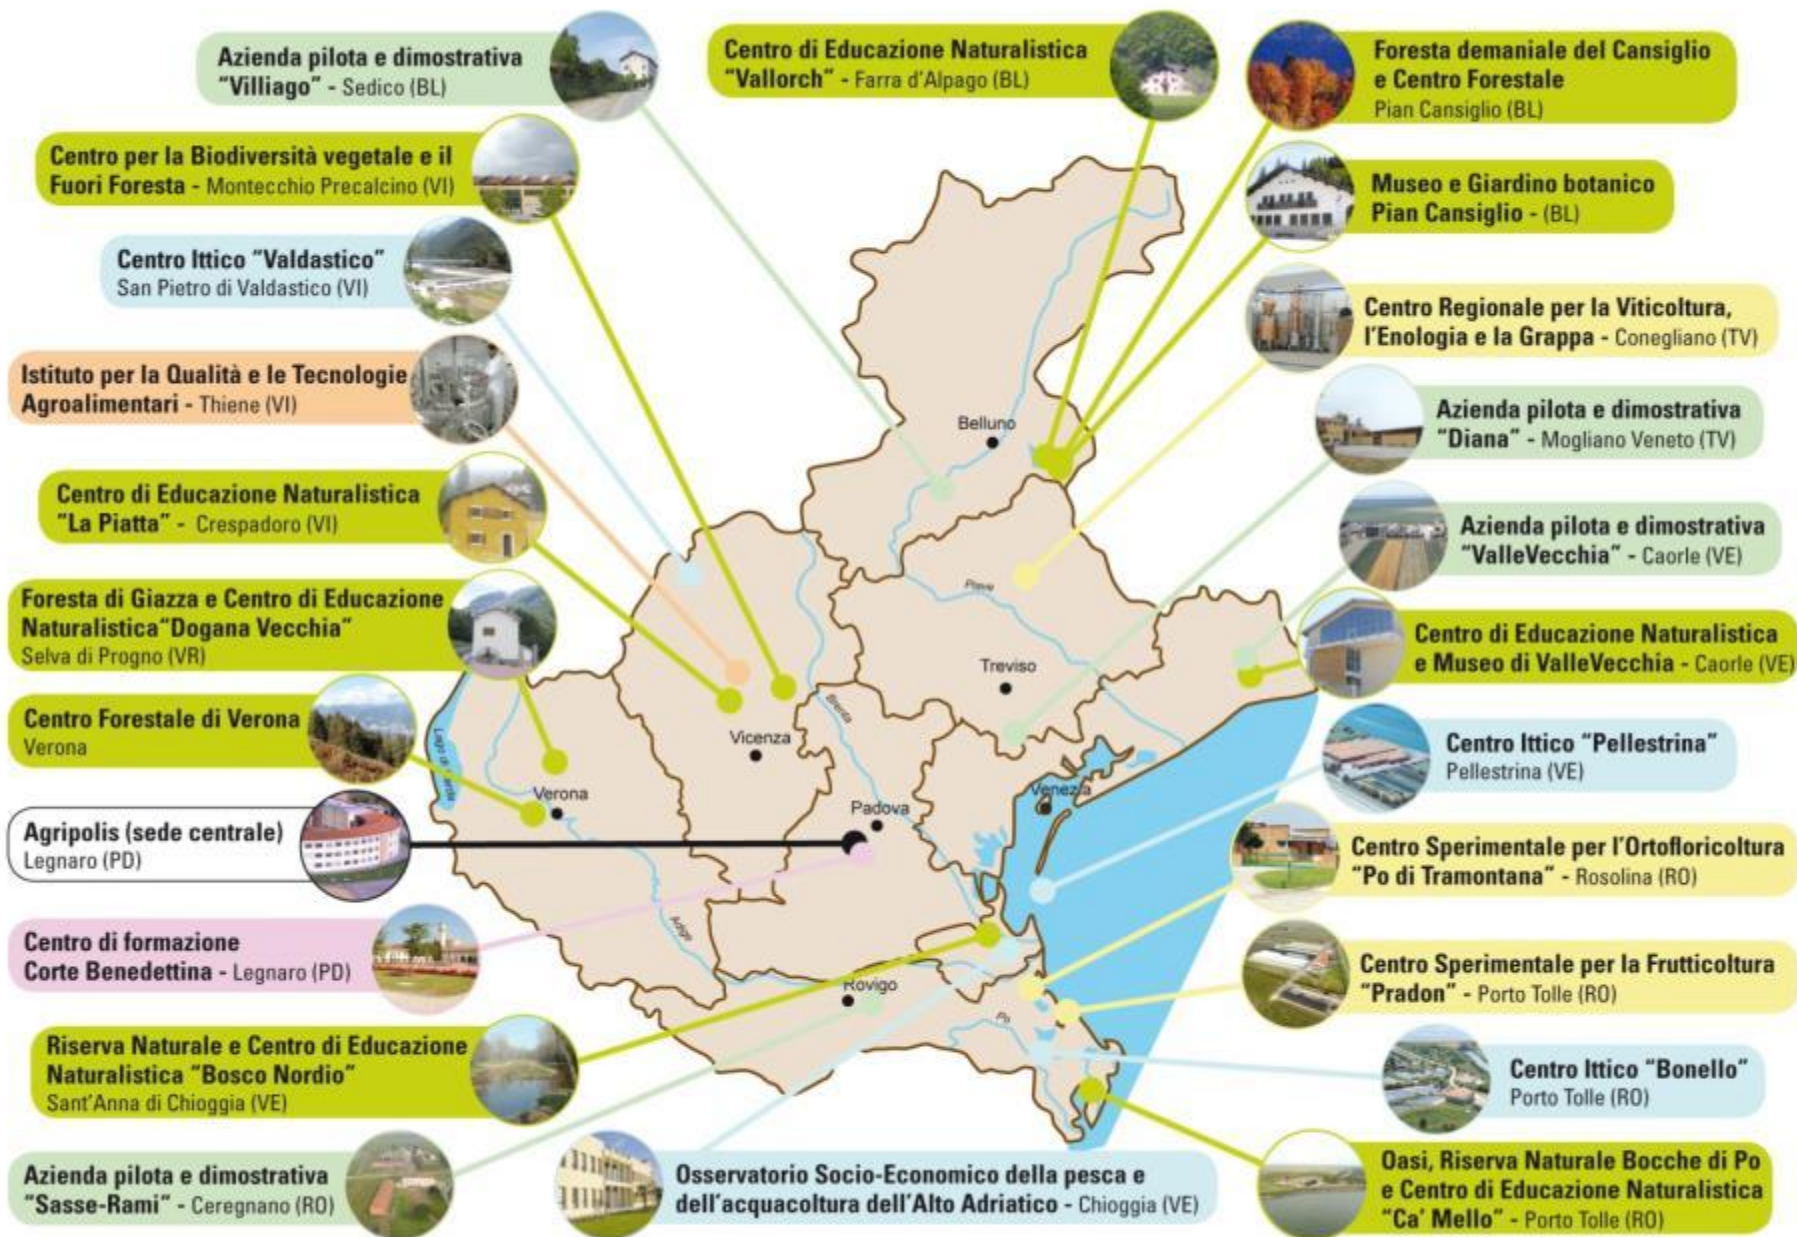 Azienda pilota e dimostrativa
"Villiago" - Sedico (BL)
Centro di Educazione Naturalistica
"Vallorch" - Farra d'Alpago (BL)
Foresta demaniale del Cansiglio
e Centro Forestale
Pian Cansiglio (BL)
Centro per la Biodiversità vegetale e il
Fuori Foresta - Montecchio Precalcino (VI)
Museo e Giardino botanico
Pian Cansiglio - (BL)
Centro Ittico "Valdastico"
San Pietro di Valdastico (VI)
Centro Regionale per la Viticoltura,
l'Enologia e la Grappa - Conegliano (TV)
Istituto per la Qualità e le Tecnologie
Agroalimentari - Thiene (VI)
Azienda pilota e dimostrativa
"Diana" - Mogliano Veneto (TV)
Centro di Educazione Naturalistica
"La Piatta" - Crespadoro (VI)
Azienda pilota e dimostrativa
"ValleVecchia" - Caorle (VE)
Foresta di Giazza e Centro di Educazione
Naturalistica "Dogana Vecchia"
Selva di Progno (VR)
Centro di Educazione Naturalistica
e Museo di ValleVecchia - Caorle (VE)
Centro Forestale di Verona
Verona
Centro Ittico "Pellestrina"
Pellestrina (VE)
Agripolis (sede centrale)
Legnaro (PD)
Centro Sperimentale per l'Ortofloricoltura
"Po di Tramontana" - Rosolina (RO)
Centro di formazione
Corte Benedettina - Legnaro (PD)
Centro Sperimentale per la Frutticoltura
"Pradon" - Porto Tolle (RO)
Riserva Naturale e Centro di Educazione
Naturalistica "Bosco Nordio"
Sant'Anna di Chioggia (VE)
Centro Ittico "Bonello"
Porto Tolle (RO)
Azienda pilota e dimostrativa
"Sasse-Rami" - Ceregnano (RO)
Osservatorio Socio-Economico della pesca e
dell'acquacoltura dell'Alto Adriatico - Chioggia (VE)
Oasi, Riserva Naturale Bocche di Po
e Centro di Educazione Naturalistica
"Ca' Mello" - Porto Tolle (RO)
Belluno
Piave
Treviso
Brenta
Vicenza
Lago di Garda
Verona
Padova
Venezia
Adige
Rovigo
Po